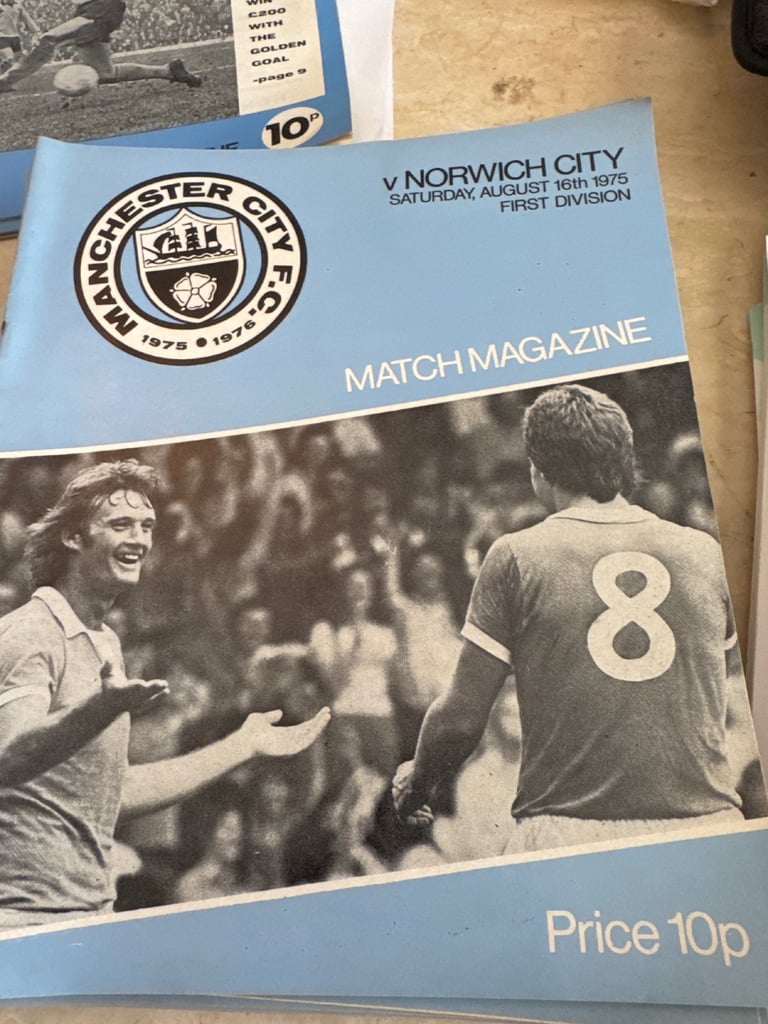 WIN
£200
WITH
THE
GOLDEN
GOAL
-page 9
10P
v NORWICH CITY
SATURDAY, AUGUST 16th 1975
FIRST DIVISION
MANCHESTER CITY F.C.
1975 • 1976
MATCH MAGAZINE
8
Price 10p